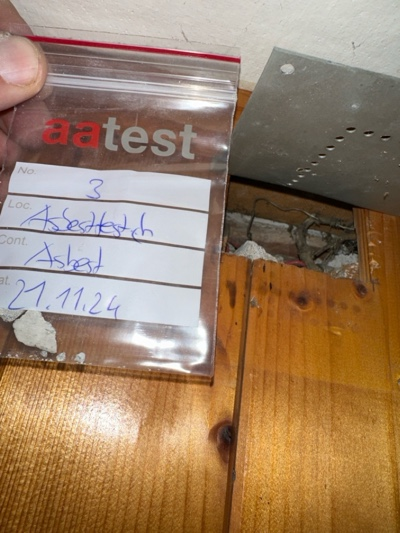 aatest
No.
3
Loc.
Asbesttest.ch
Cont.
Asbest
at.
21.11.24